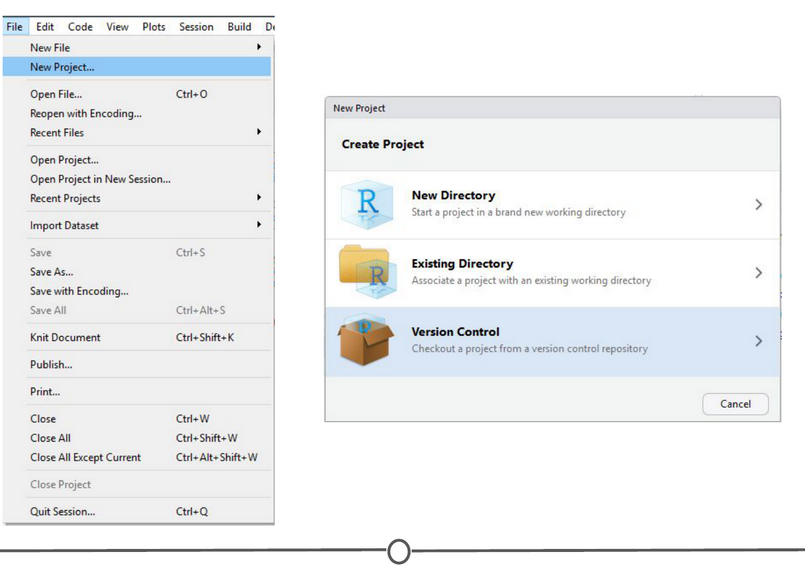 File Edit Code View Plots Session Build
New File
New Project...
Open File... Ctrl+O
Reopen with Encoding...
Recent Files
Open Project...
Open Project in New Session...
Recent Projects
Import Dataset
Save Ctrl+S
Save As...
Save with Encoding...
Save All Ctrl+Alt+S
Knit Document Ctrl+Shift+K
Publish...
Print...
Close Ctrl+W
Close All Ctrl+Shift+W
Close All Except Current Ctrl+Alt+Shift+W
Close Project
Quit Session... Ctrl+Q
New Project
Create Project
R
New Directory
Start a project in a brand new working directory
R
Existing Directory
Associate a project with an existing working directory
Version Control
Checkout a project from a version control repository
Cancel